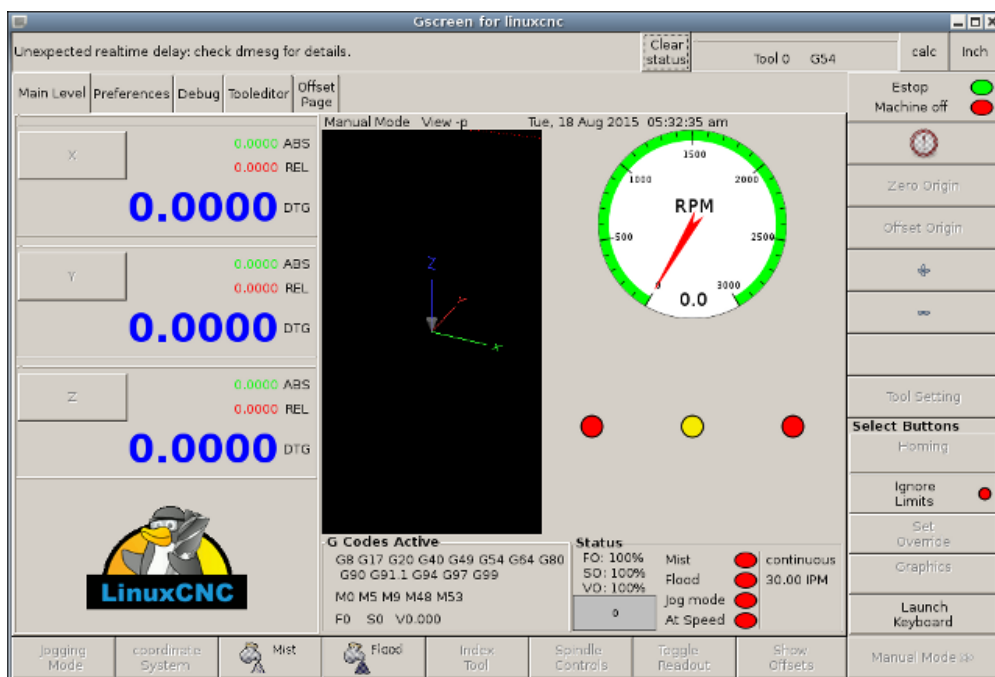 Gscreen for linuxcnc
Unexpected realtime delay: check dmesg for details.
Clear
status
Tool 0 G54
calc
Inch
Main Level
Preferences
Debug
Tooleditor
Offset
Page
Estop
Machine off
Manual Mode View -p Tue, 18 Aug 2015 05:32:35 am
X
0.0000 ABS
0.0000 REL
0.0000 DTG
Y
0.0000 ABS
0.0000 REL
0.0000 DTG
Z
0.0000 ABS
0.0000 REL
0.0000 DTG
LinuxCNC
Z
Y
X
RPM
0
500
1000
1500
2000
2500
3000
0.0
G Codes Active
G8 G17 G20 G40 G49 G54 G64 G80
G90 G91.1 G94 G97 G99
M0 M5 M9 M48 M53
F0 S0 V0.000
Status
FO: 100%
SO: 100%
VO: 100%
0
Mist
Flood
Jog mode
At Speed
continuous
30.00 IPM
Zero Origin
Offset Origin
Tool Setting
Select Buttons
Homing
Ignore
Limits
Set
Override
Graphics
Launch
Keyboard
Jogging
Mode
coordinate
System
Mist
Flood
Index
Tool
Spindle
Controls
Toggle
Readout
Show
Offsets
Manual Mode >>